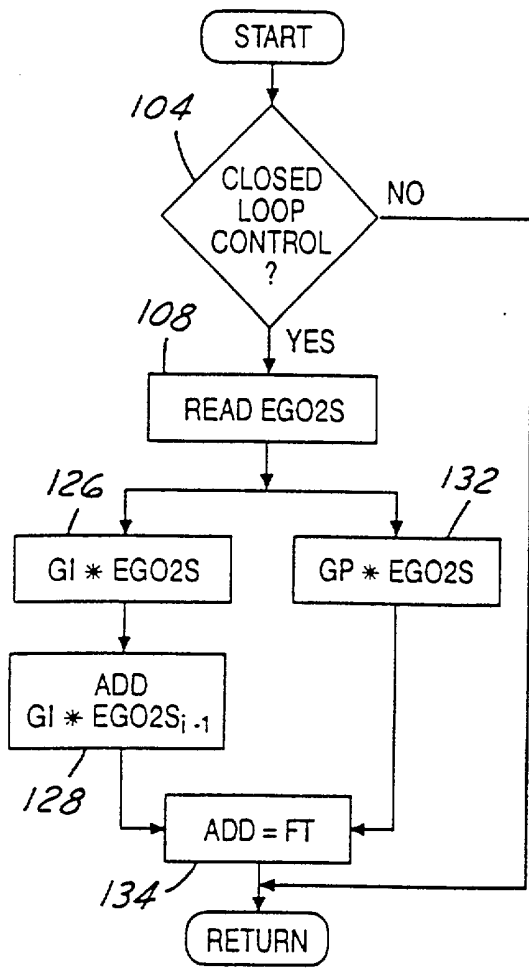 START
104
CLOSED
LOOP
CONTROL
?
NO
YES
108
READ EGO2S
126
132
GI * EGO2S
GP * EGO2S
ADD
GI * EGO2Si-1
128
ADD = FT
134
RETURN